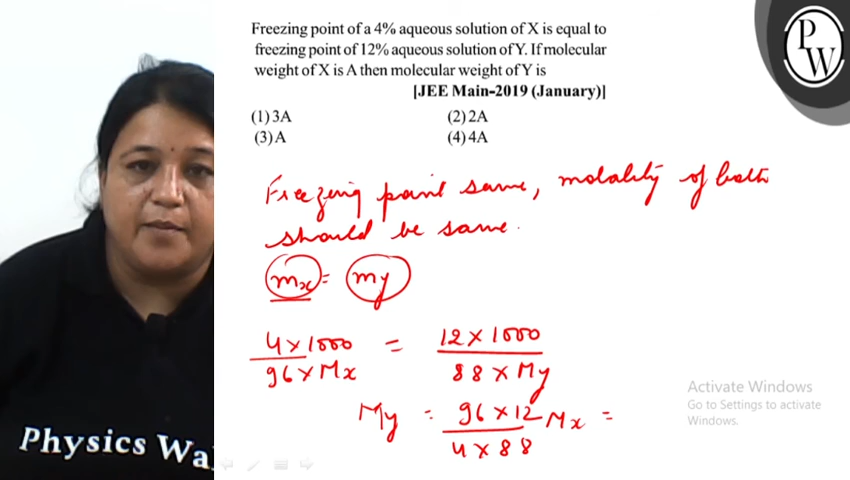 Freezing point of a 4% aqueous solution of X is equal to
freezing point of 12% aqueous solution of Y. If molecular
weight of X is A then molecular weight of Y is
[JEE Main-2019 (January)]
(1) 3A (2) 2A
(3) A (4) 4A
P
W
Freezing point same, molality of both
should be same.
mx = my
4 × 1000 / 96 × Mx = 12 × 1000 / 88 × My
My = 96 × 12 / 4 × 88 Mx =
Activate Windows
Go to Settings to activate
Windows.
Physics Wa